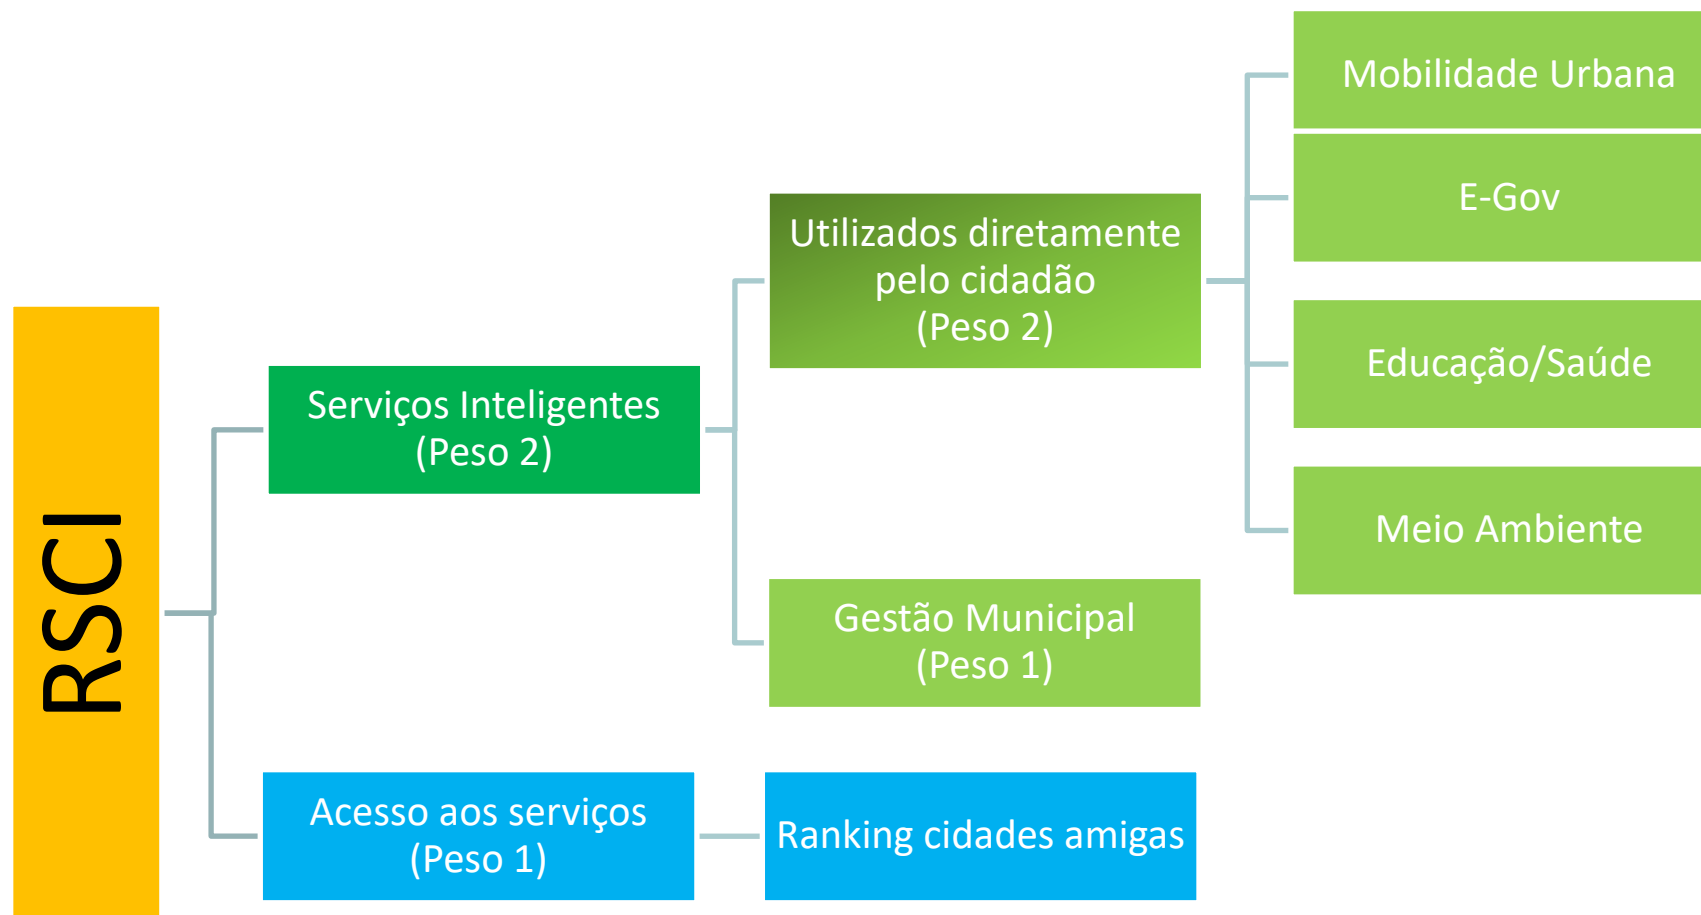 RSCI
Serviços Inteligentes
(Peso 2)
Utilizados diretamente
pelo cidadão
(Peso 2)
Mobilidade Urbana
E-Gov
Educação/Saúde
Meio Ambiente
Gestão Municipal
(Peso 1)
Acesso aos serviços
(Peso 1)
Ranking cidades amigas